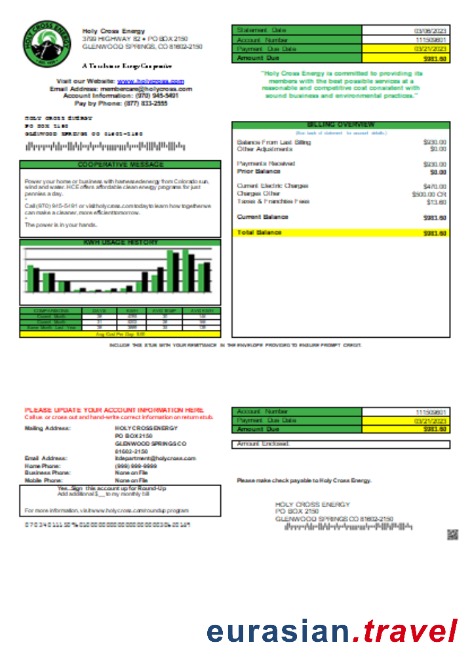 HOLY CROSS ENERGY
Holy Cross Energy
3799 HIGHWAY 82 • PO BOX 2150
GLENWOOD SPRINGS, CO 81602-2150
A Touchstone Energy Cooperative
Visit our Website: www.holycross.com
Email Address: membercare@holycross.com
Account Information: (970) 945-5491
Pay by Phone: (877) 833-2555
Statement Date 03/06/2023
Account Number 111509801
Payment Due Date 03/21/2023
Amount Due $983.60
"Holy Cross Energy is committed to providing its
members with the best possible services at a
reasonable and competitive cost consistent with
sound business and environmental practices."
HOLY CROSS ENERGY
PO BOX 2150
GLENWOOD SPRINGS CO 81602-2150
BILLING OVERVIEW
Balance From Last Billing $930.00
Other Adjustments $0.00
Payments Received $930.00
Prior Balance $0.00
Current Electric Charges $470.00
Charges Other $500.00 CR
Taxes & Franchise Fees $13.60
Current Balance $983.60
Total Balance $983.60
COOPERATIVE MESSAGE
Power your home or business with harnessed energy from Colorado sun,
wind and water. HCE offers affordable clean energy programs for just
pennies a day.
Call (970) 945-5491 or visit holycross.com today to learn how together we
can make a cleaner, more efficient tomorrow.
The power is in your hands.
KWH USAGE HISTORY
INCLUDE THIS STUB WITH YOUR REMITTANCE IN THE ENVELOPE PROVIDED TO ENSURE PROMPT CREDIT.
PLEASE UPDATE YOUR ACCOUNT INFORMATION HERE.
Call us or cross out and hand-write correct information on return stub.
Mailing Address: HOLY CROSS ENERGY
PO BOX 2150
GLENWOOD SPRINGS CO
81602-2150
Email Address: itdepartment@holycross.com
Home Phone: (999) 999-9999
Business Phone: None on File
Mobile Phone: None on File
Yes, Sign this account up for Round-Up
Add additional $__ to my monthly bill
For more information, visit www.holycross.com/roundup program
Account Number 111509801
Payment Due Date 03/21/2023
Amount Due $983.60
Amount Enclosed:
Please make check payable to Holy Cross Energy.
HOLY CROSS ENERGY
PO BOX 2150
GLENWOOD SPRINGS CO 81602-2150
eurasian.travel